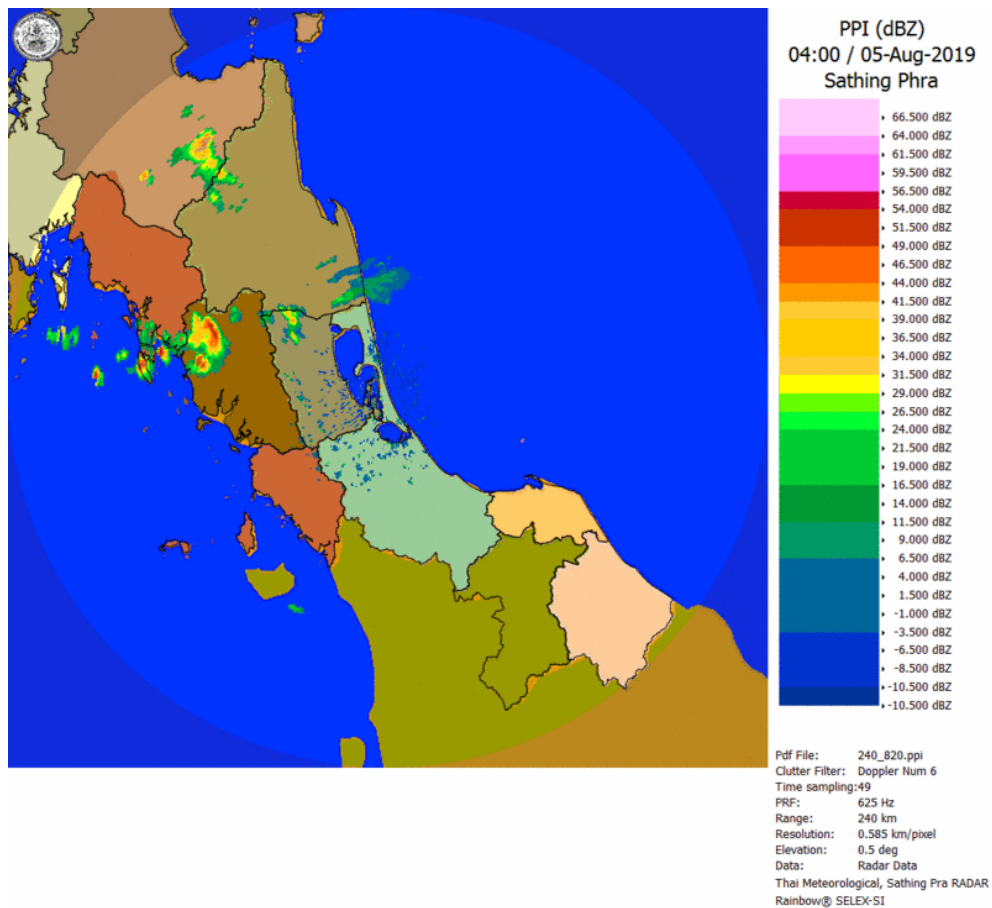 PPI (dBZ)
04:00 / 05-Aug-2019
Sathing Phra
66.500 dBZ
64.000 dBZ
61.500 dBZ
59.500 dBZ
56.500 dBZ
54.000 dBZ
51.500 dBZ
49.000 dBZ
46.500 dBZ
44.000 dBZ
41.500 dBZ
39.000 dBZ
36.500 dBZ
34.000 dBZ
31.500 dBZ
29.000 dBZ
26.500 dBZ
24.000 dBZ
21.500 dBZ
19.000 dBZ
16.500 dBZ
14.000 dBZ
11.500 dBZ
9.000 dBZ
6.500 dBZ
4.000 dBZ
1.500 dBZ
-1.000 dBZ
-3.500 dBZ
-6.500 dBZ
-8.500 dBZ
-10.500 dBZ
-10.500 dBZ
Pdf File: 240_820.ppi
Clutter Filter: Doppler Num 6
Time sampling:49
PRF: 625 Hz
Range: 240 km
Resolution: 0.585 km/pixel
Elevation: 0.5 deg
Data: Radar Data
Thai Meteorological, Sathing Pra RADAR
Rainbow® SELEX-SI